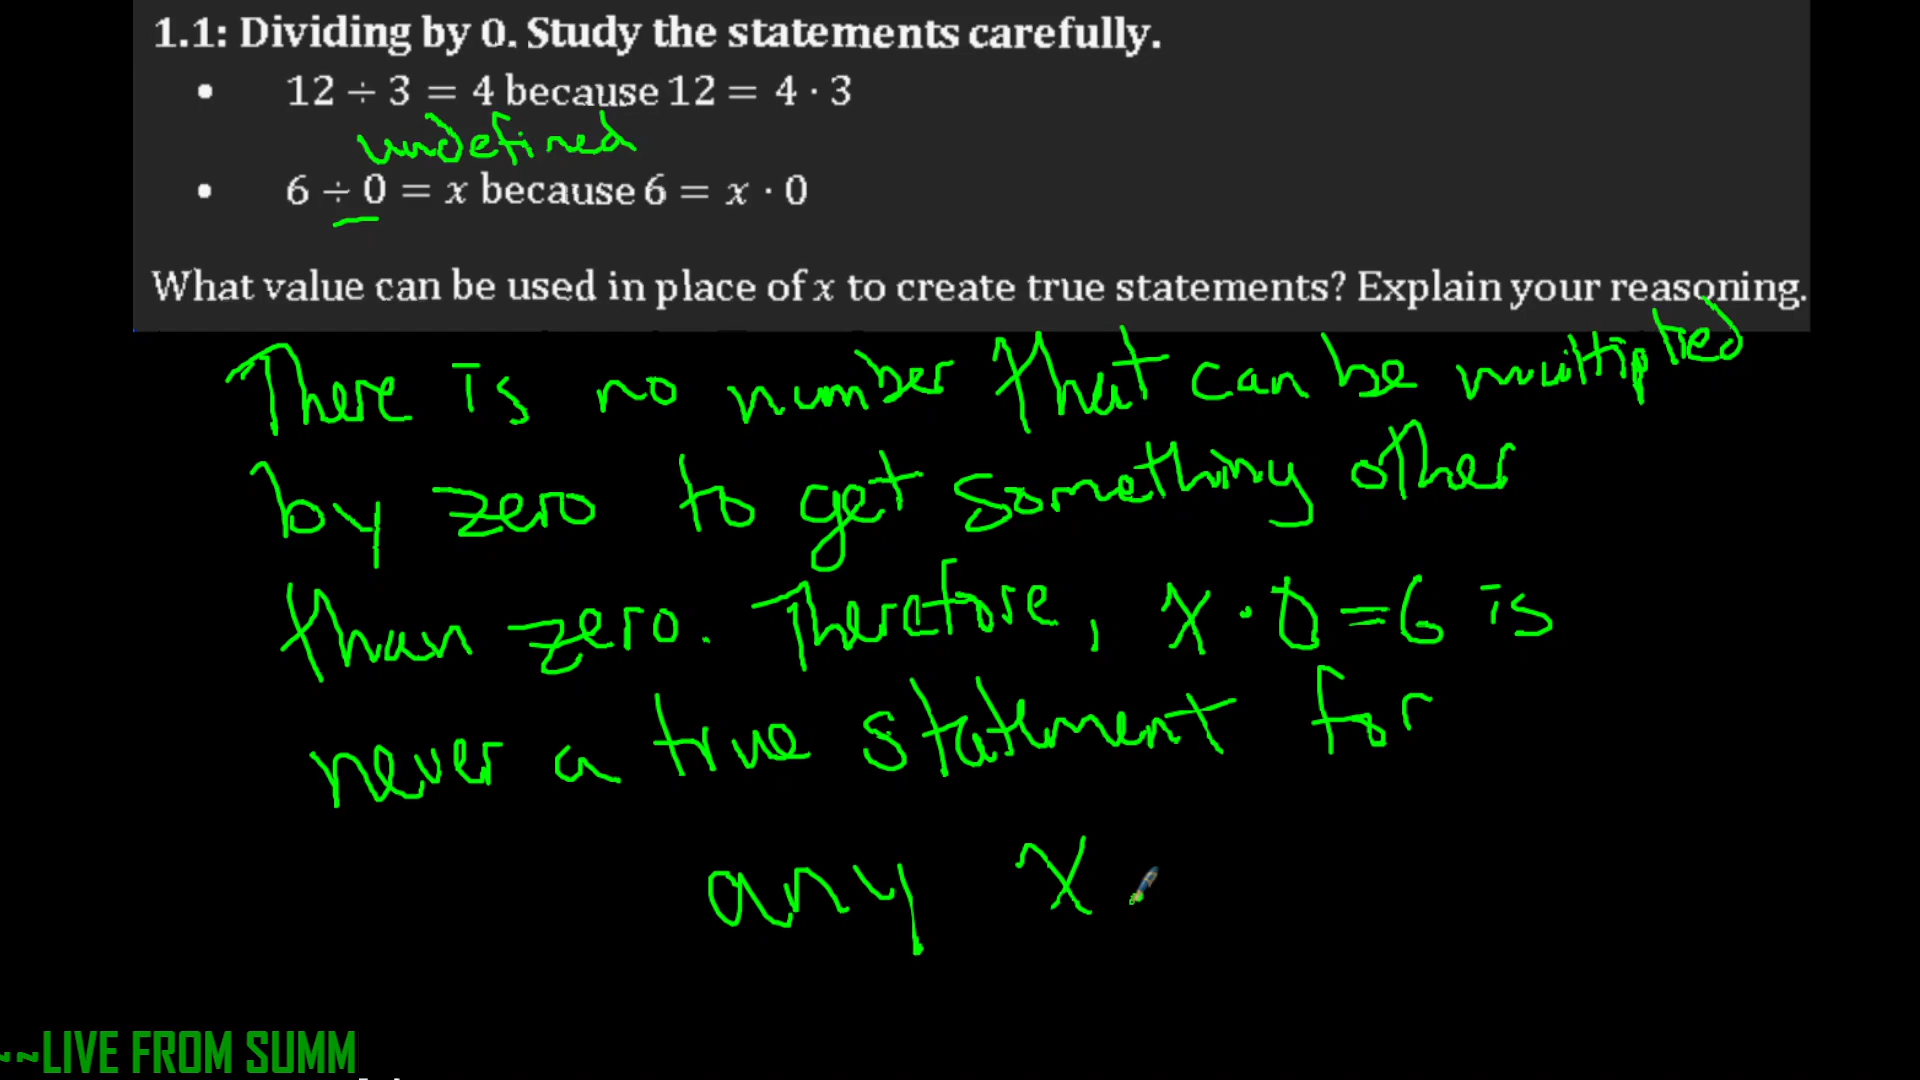 1.1: Dividing by 0. Study the statements carefully.
• 12 ÷ 3 = 4 because 12 = 4 · 3
undefined
• 6 ÷ 0 = x because 6 = x · 0
What value can be used in place of x to create true statements? Explain your reasoning.
There is no number that can be multiplied
by zero to get something other
than zero. Therefore, x · 0 = 6 is
never a true statement for
any x
~~LIVE FROM SUMM